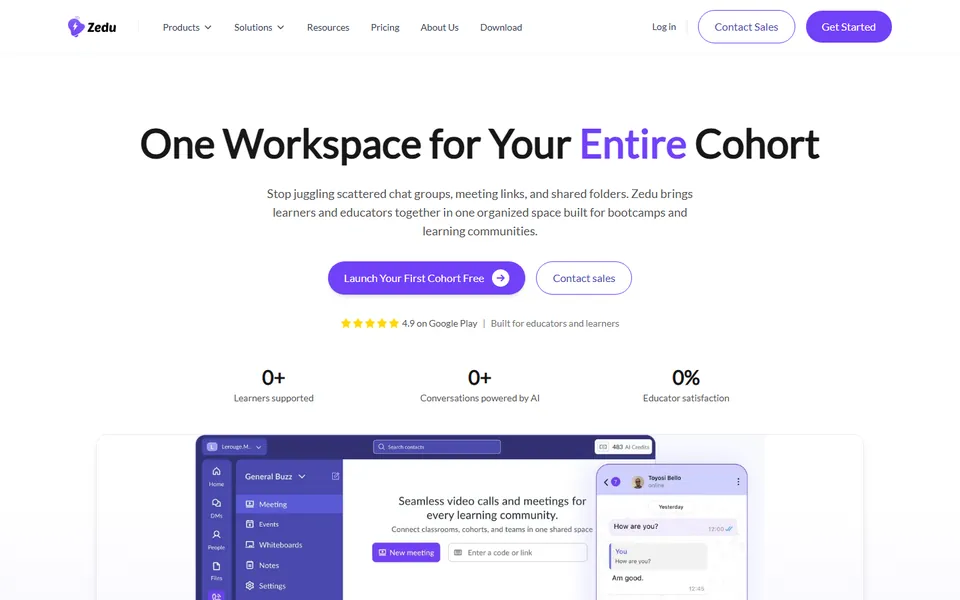 Zedu
Products
Solutions
Resources
Pricing
About Us
Download
Log in
Contact Sales
Get Started
One Workspace for Your Entire Cohort
Stop juggling scattered chat groups, meeting links, and shared folders. Zedu brings
learners and educators together in one organized space built for bootcamps and
learning communities.
Launch Your First Cohort Free
Contact sales
4.9 on Google Play | Built for educators and learners
0+
Learners supported
0+
Conversations powered by AI
0%
Educator satisfaction
L
Lerougo M..
Search contacts
483 AI Credits
Home
DMs
People
Files
General Buzz
Meeting
Events
Whiteboards
Notes
Settings
Seamless video calls and meetings for
every learning community.
Connect classrooms, cohorts, and teams in one shared space
New meeting
Enter a code or link
Toyosi Bello
online
Yesterday
How are you?
12:00
You
How are you?
Am good.
12:45